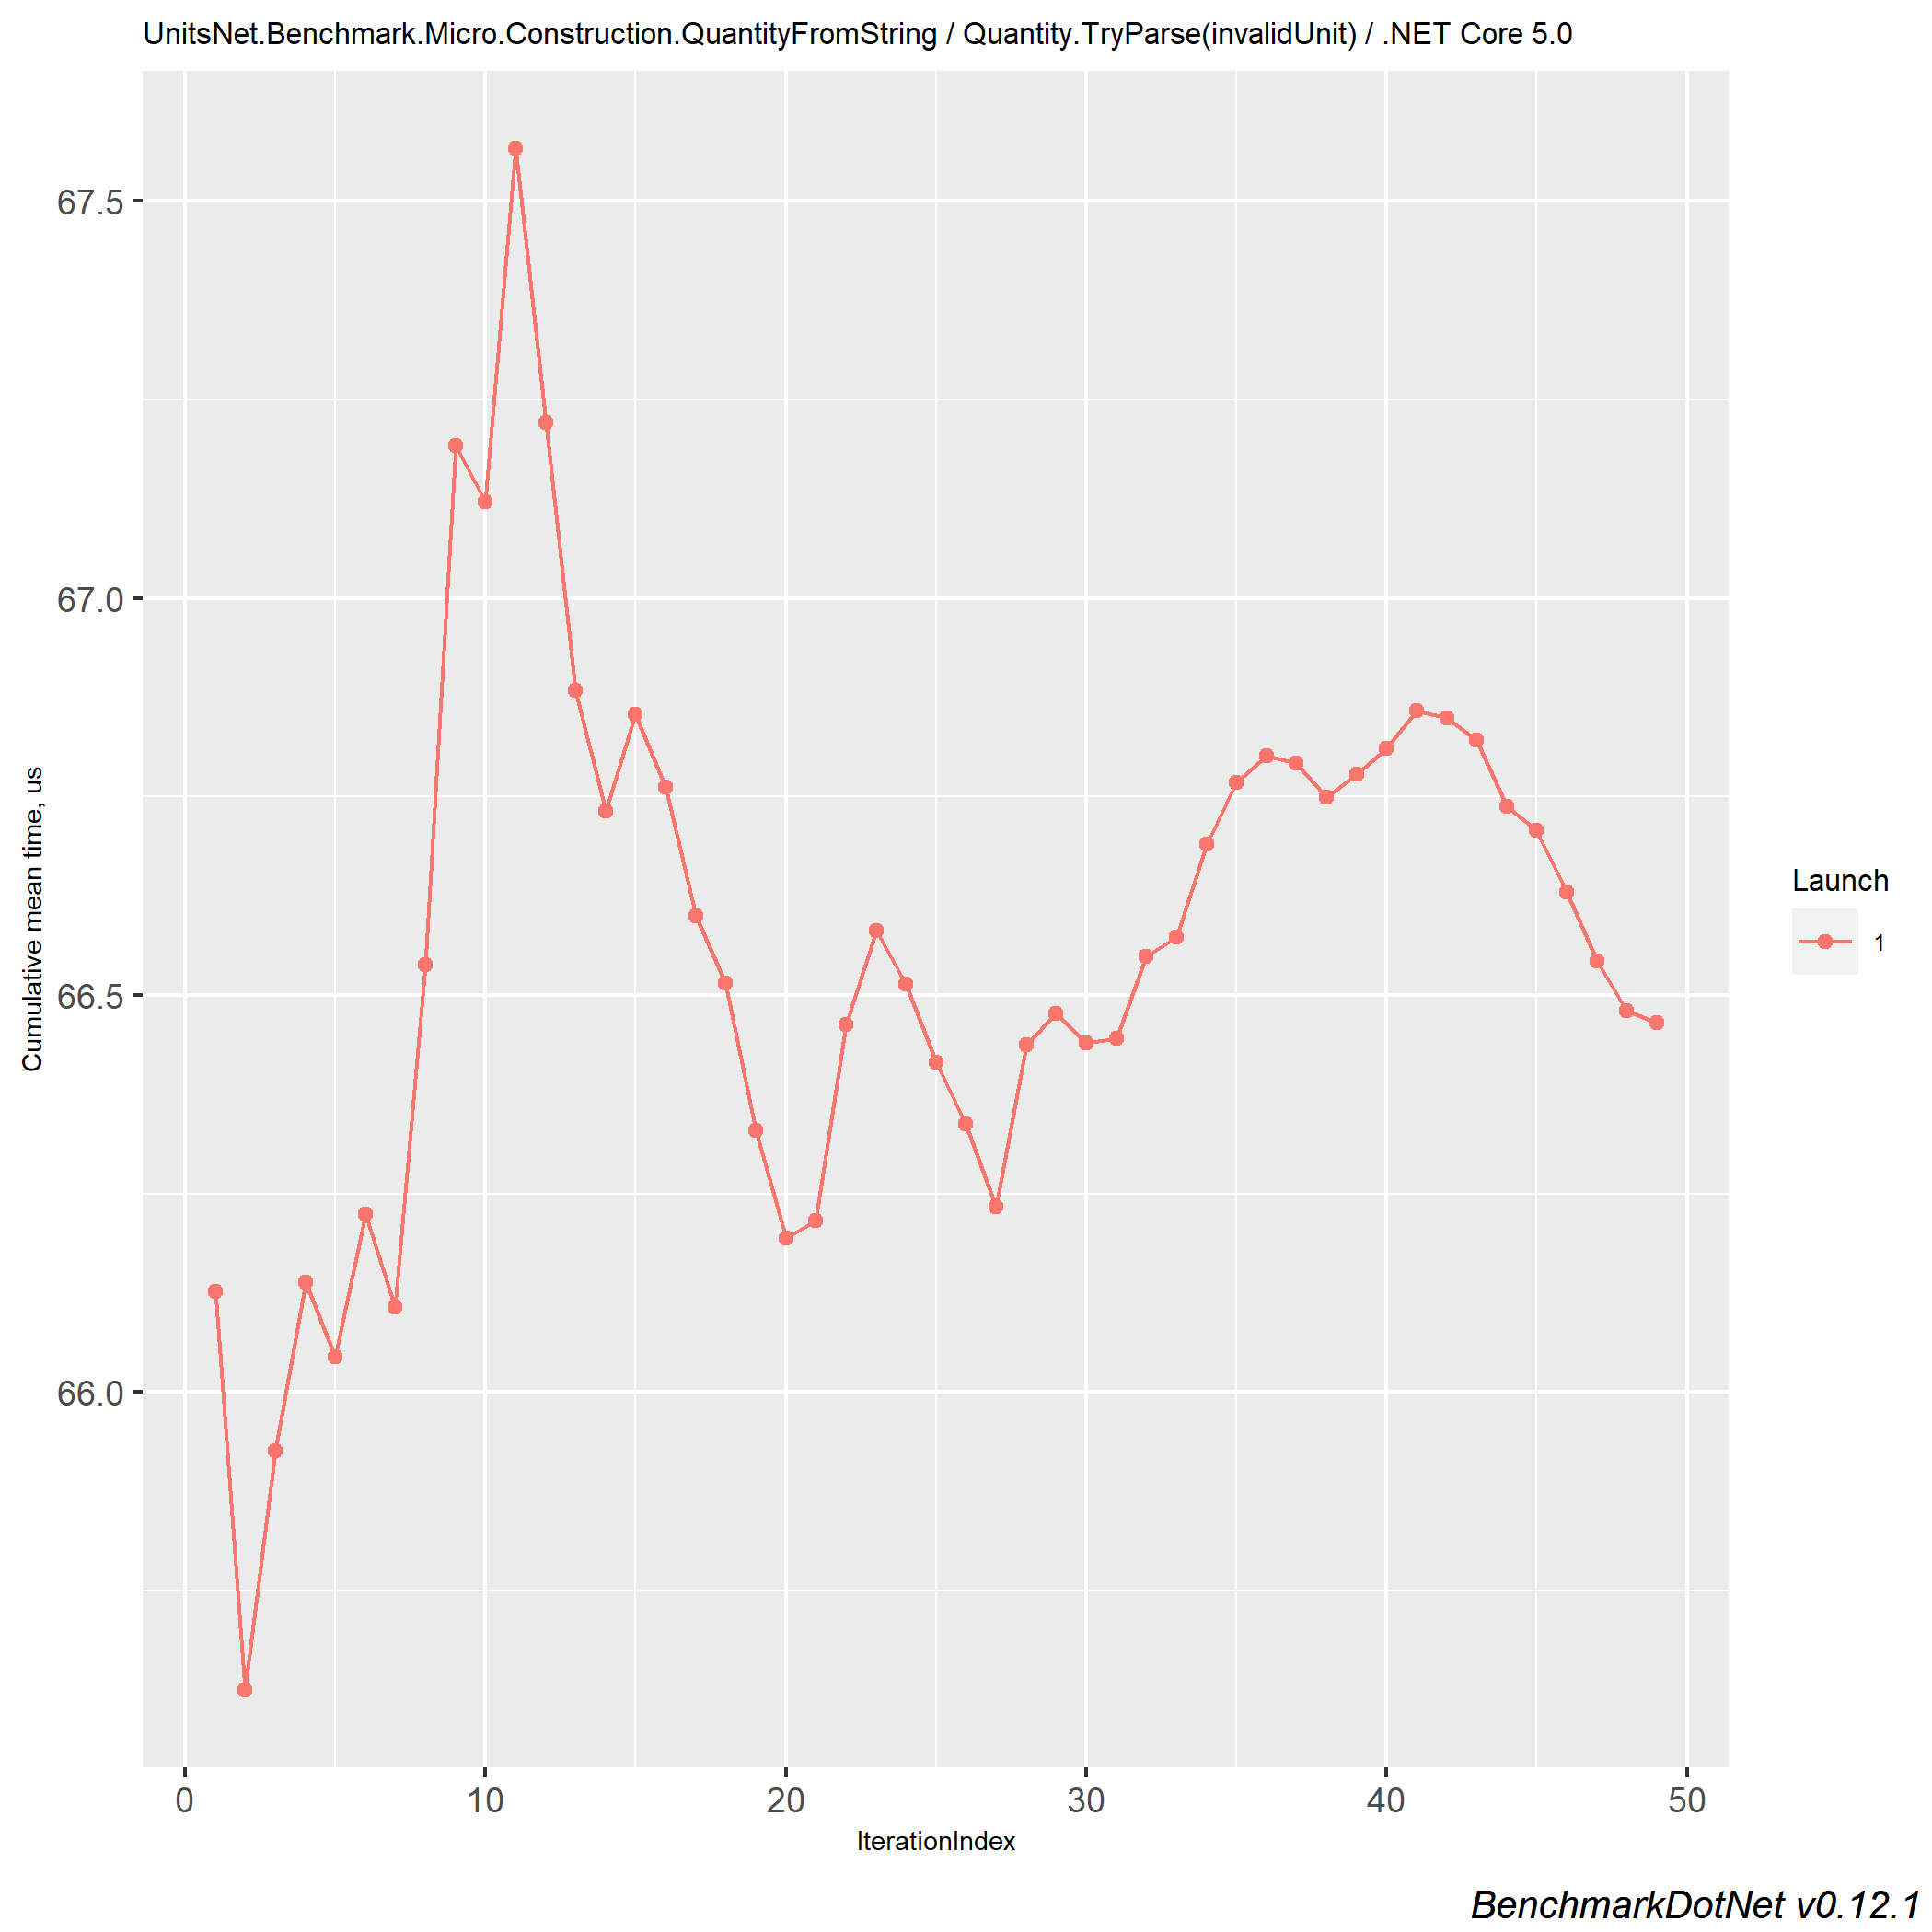 UnitsNet.Benchmark.Micro.Construction.QuantityFromString / Quantity.TryParse(invalidUnit) / .NET Core 5.0
67.5
67.0
66.5
66.0
Cumulative mean time, us
0 10 20 30 40 50
IterationIndex
Launch
1
BenchmarkDotNet v0.12.1